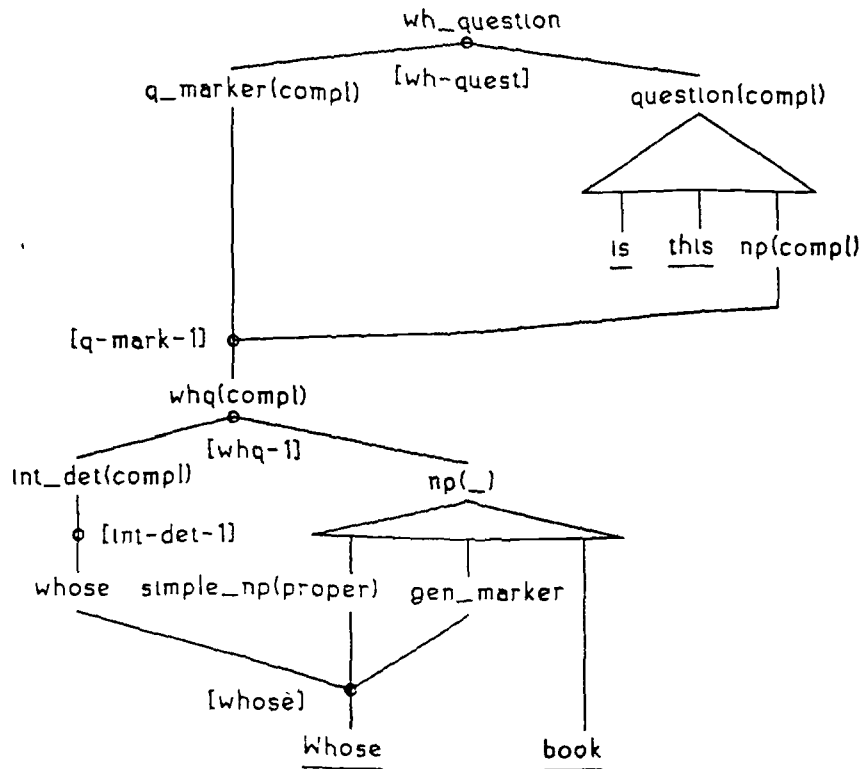 wh_question
q_marker(compl) [wh-quest] question(compl)
is this np(compl)
[q-mark-1]
whq(compl)
[whq-1]
int_det(compl) np(_)
[int-det-1]
whose simple_np(proper) gen_marker
[whose]
Whose book